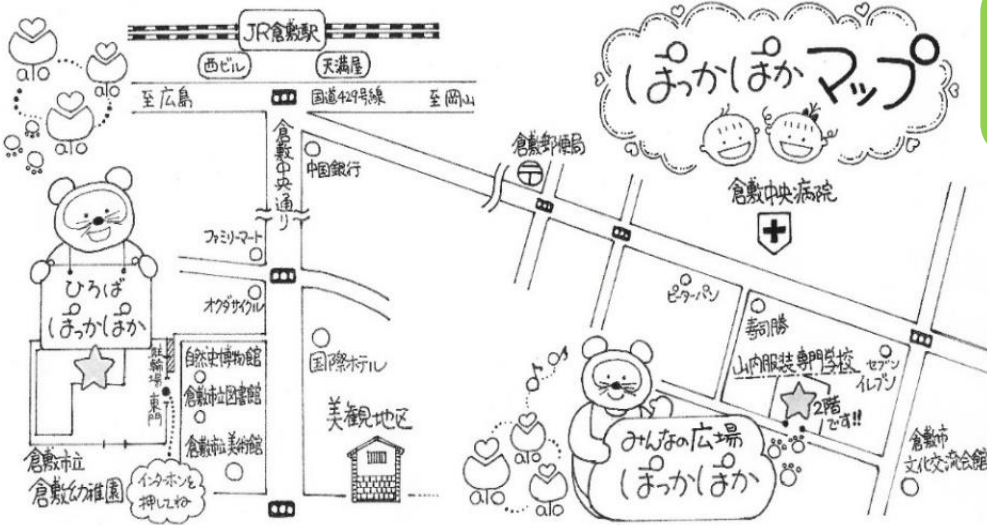 JR倉敷駅
西ビル
天満屋
至広島
国道429号線
至岡山
倉敷中央通り
中国銀行
ファミリーマート
オクダサイクル
自然史博物館
倉敷市立図書館
倉敷市立美術館
国際ホテル
美観地区
ひろば
ぽっかぽか
駐輪場
東門
倉敷市立
倉敷幼稚園
インターホンを
押してね
alo
alo
alo
ぽっかぽかマップ
倉敷郵便局
倉敷中央病院
ピーターパン
寿司勝
山内服装専門学校
セブン
イレブン
2階
です!!
倉敷市
文化交流会館
みんなの広場
ぽっかぽか
alo
alo
alo